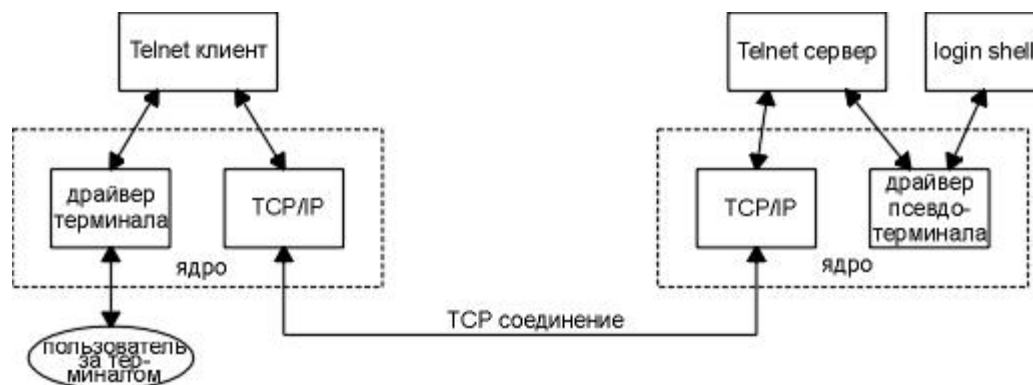 Telnet клиент
Telnet сервер
login shell
драйвер
терминала
TCP/IP
ядро
TCP/IP
драйвер
псевдо-
терминала
ядро
TCP соединение
пользователь
за тер-
миналом